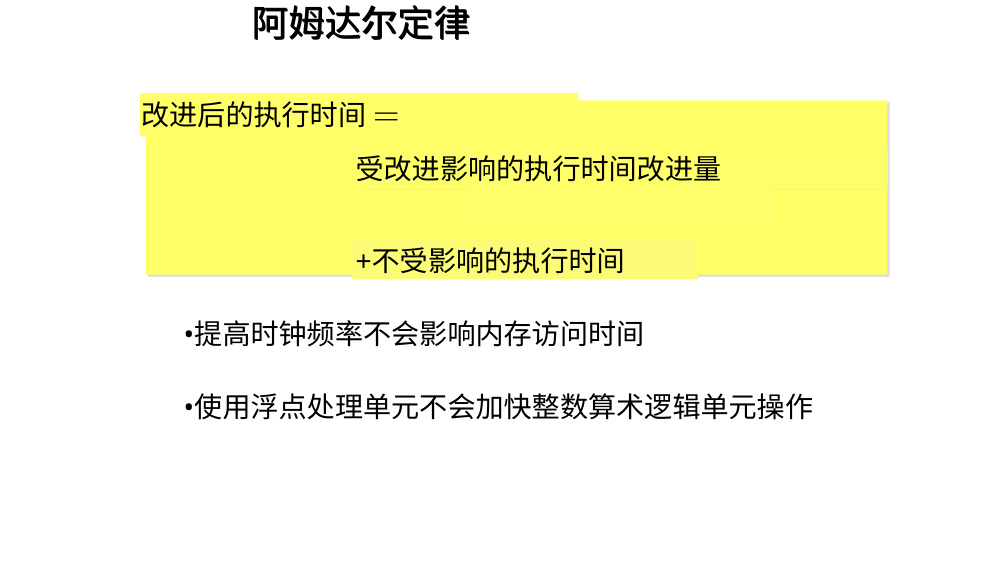 阿姆达尔定律
改进后的执行时间 =
受改进影响的执行时间改进量
+不受影响的执行时间
•提高时钟频率不会影响内存访问时间
•使用浮点处理单元不会加快整数算术逻辑单元操作